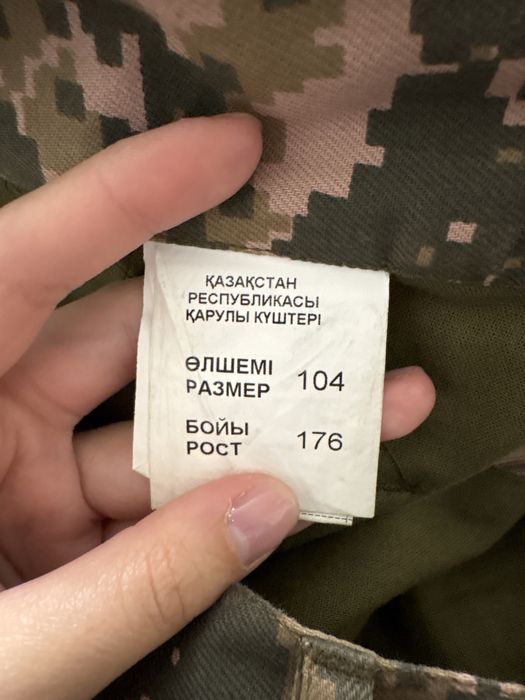 ҚАЗАҚСТАН
РЕСПУБЛИКАСЫ
ҚАРУЛЫ КҮШТЕРІ
ӨЛШЕМІ
РАЗМЕР 104
БОЙЫ
РОСТ 176